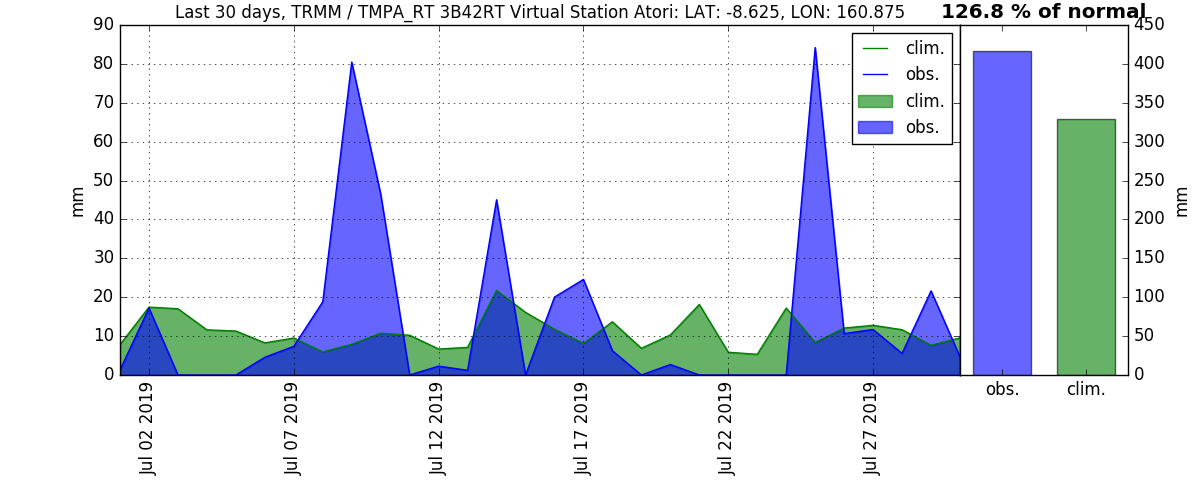 Last 30 days, TRMM / TMPA_RT 3B42RT Virtual Station Atori: LAT: -8.625, LON: 160.875
126.8 % of normal
90
80
70
60
50
40
30
20
10
0
mm
clim.
obs.
clim.
obs.
450
400
350
300
250
200
150
100
50
0
mm
obs.
clim.
Jul 02 2019
Jul 07 2019
Jul 12 2019
Jul 17 2019
Jul 22 2019
Jul 27 2019